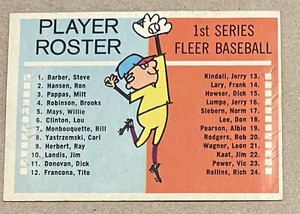 PLAYER
ROSTER
1. Barber, Steve
2. Hansen, Ron
3. Pappas, Milt
4. Robinson, Brooks
5. Mays, Willie
6. Clinton, Lou
7. Monbouquette, Bill
8. Yastrzemski, Carl
9. Herbert, Ray
10. Landis, Jim
11. Donovan, Dick
12. Francona, Tito
1st SERIES
FLEER BASEBALL
Kindall, Jerry 13.
Lary, Frank 14.
Howser, Dick 15.
Lumpe, Jerry 16.
Siebern, Norm 17.
Lee, Don 18.
Pearson, Albie 19.
Rodgers, Bob 20.
Wagner, Leon 21.
Kaat, Jim 22.
Power, Vic 23.
Rollins, Rich 24.